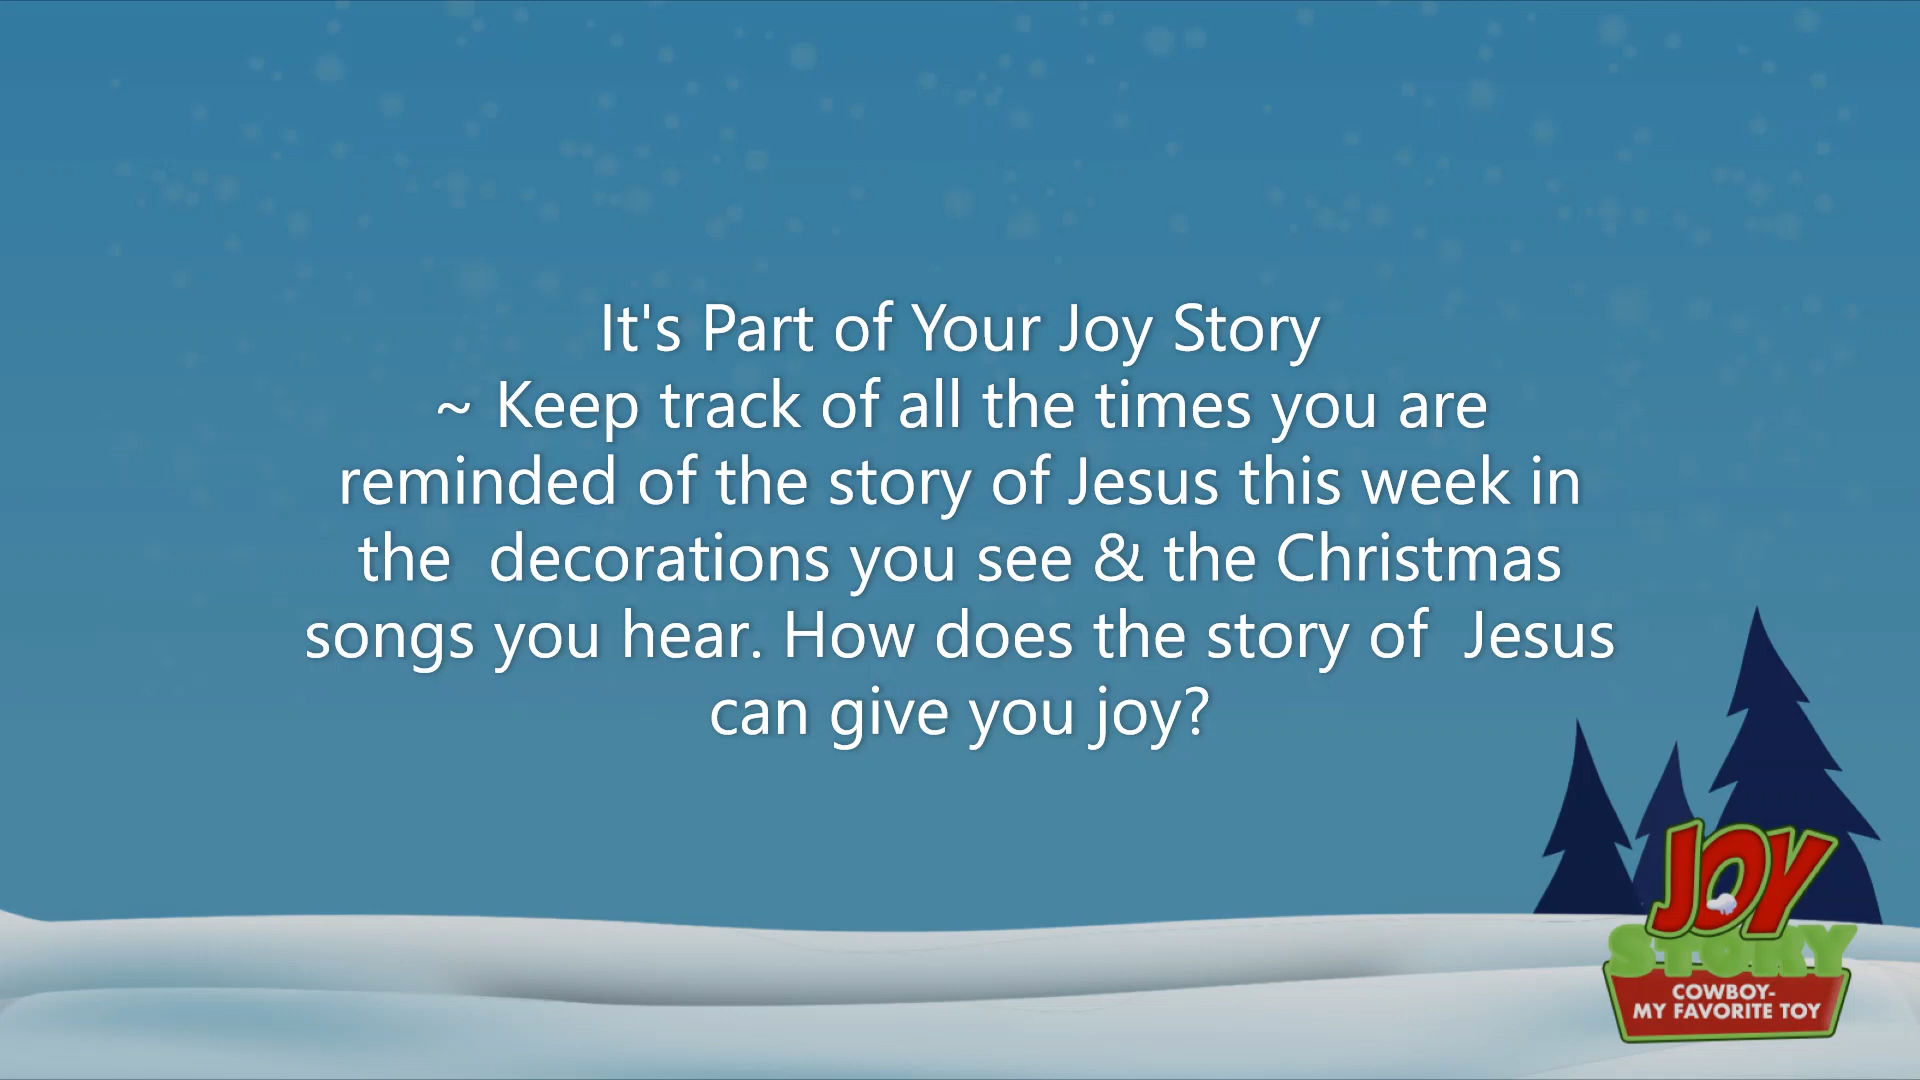 It's Part of Your Joy Story
~ Keep track of all the times you are
reminded of the story of Jesus this week in
the  decorations you see & the Christmas
songs you hear. How does the story of  Jesus
can give you joy?
JOY
STORY
COWBOY-
MY FAVORITE TOY